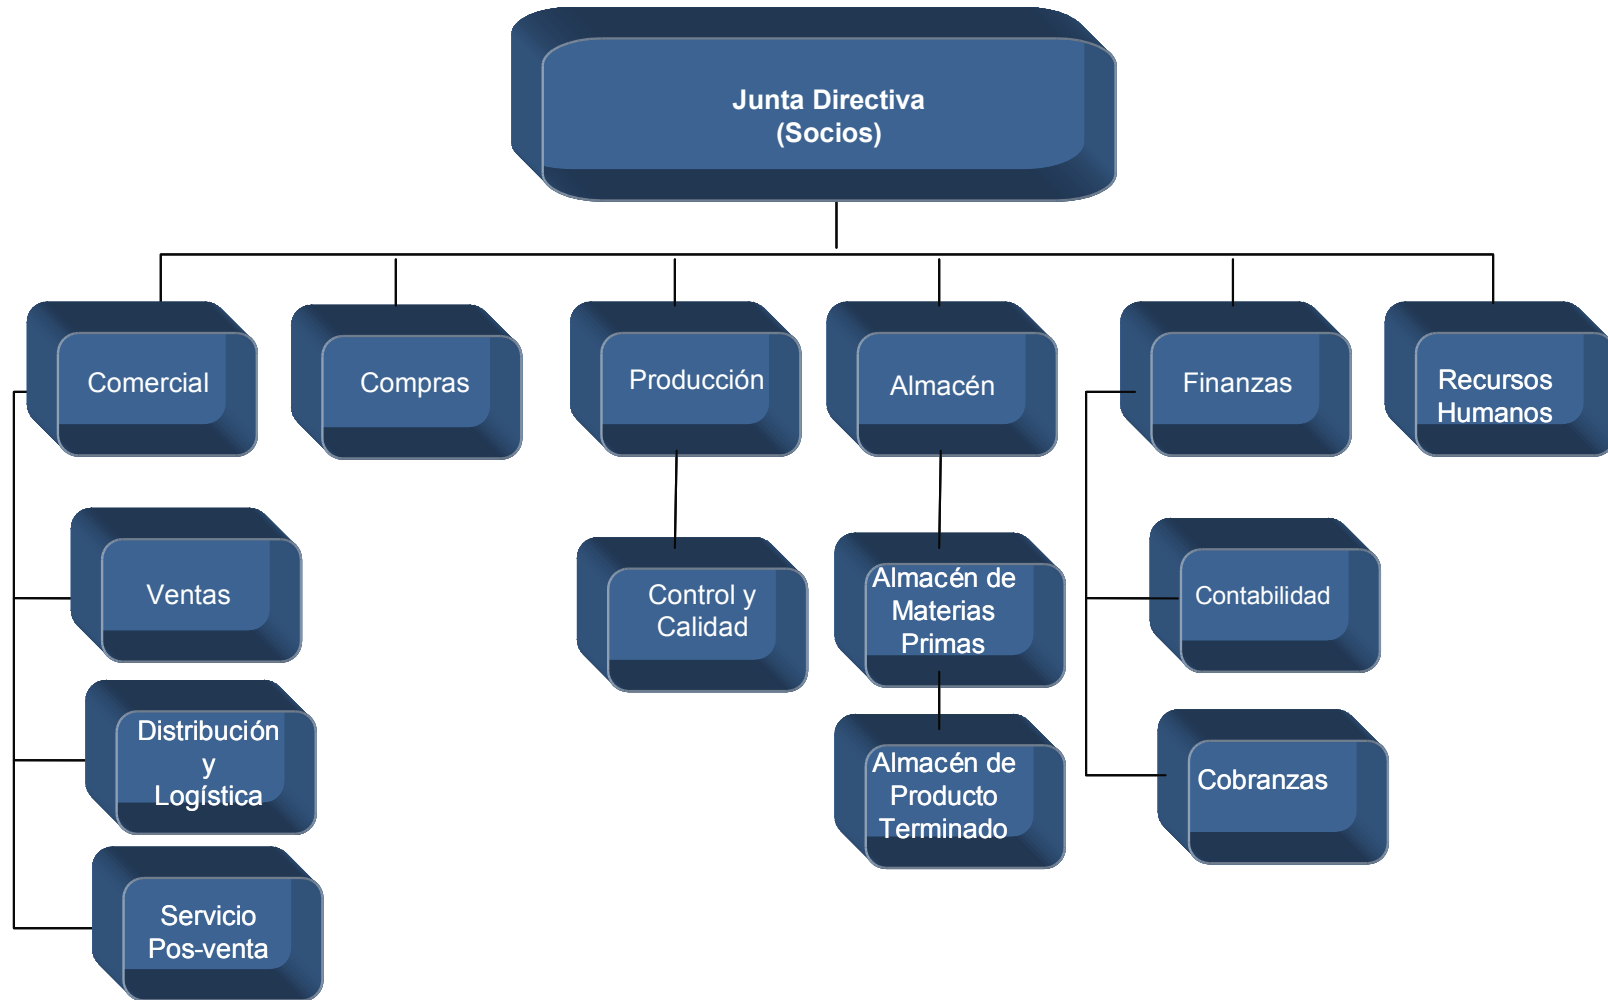 Junta Directiva
(Socios)
Comercial
Compras
Producción
Almacén
Finanzas
Recursos
Humanos
Ventas
Distribución
y
Logística
Servicio
Pos-venta
Control y
Calidad
Almacén de
Materias
Primas
Almacén de
Producto
Terminado
Contabilidad
Cobranzas